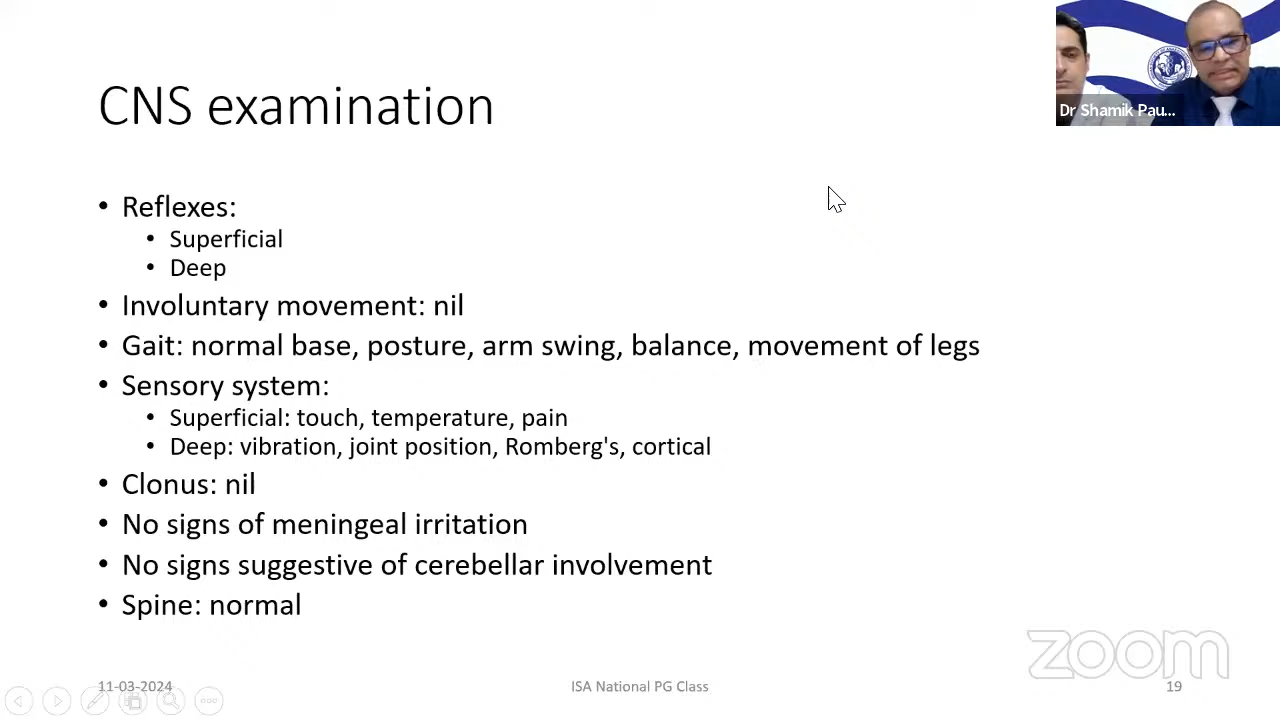 Dr Shamik Pau...
CNS examination
• Reflexes:
• Superficial
• Deep
• Involuntary movement: nil
• Gait: normal base, posture, arm swing, balance, movement of legs
• Sensory system:
• Superficial: touch, temperature, pain
• Deep: vibration, joint position, Romberg's, cortical
• Clonus: nil
• No signs of meningeal irritation
• No signs suggestive of cerebellar involvement
• Spine: normal
zoom
11-03-2024
ISA National PG Class
19